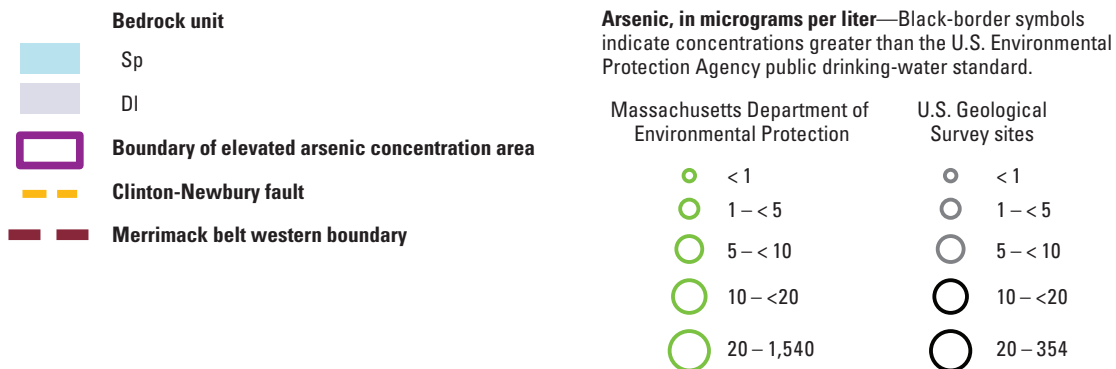 Bedrock unit
Sp
Dl
Boundary of elevated arsenic concentration area
Clinton-Newbury fault
Merrimack belt western boundary
Arsenic, in micrograms per liter—Black-border symbols
indicate concentrations greater than the U.S. Environmental
Protection Agency public drinking-water standard.
Massachusetts Department of
Environmental Protection
< 1
1 – < 5
5 – < 10
10 – <20
20 – 1,540
U.S. Geological
Survey sites
< 1
1 – < 5
5 – < 10
10 – <20
20 – 354